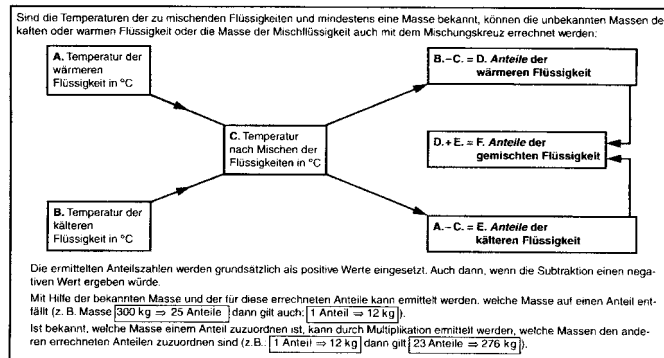 Sind die Temperaturen der zu mischenden Flüssigkeiten und mindestens eine Masse bekannt, können die unbekannten Massen de
kalten oder warmen Flüssigkeit oder die Masse der Mischflüssigkeit auch mit dem Mischungskreuz errechnet werden:
A. Temperatur der
wärmeren
Flüssigkeit in °C
B.–C. = D. Anteile der
wärmeren Flüssigkeit
C. Temperatur
nach Mischen der
Flüssigkeiten in °C
D.+E. = F. Anteile der
gemischten Flüssigkeit
B. Temperatur der
kälteren
Flüssigkeit in °C
A.–C. = E. Anteile der
kälteren Flüssigkeit
Die ermittelten Anteilszahlen werden grundsätzlich als positive Werte eingesetzt. Auch dann, wenn die Subtraktion einen nega-
tiven Wert ergeben würde.
Mit Hilfe der bekannten Masse und der für diese errechneten Anteile kann ermittelt werden, welche Masse auf einen Anteil ent-
fällt (z. B. Masse 300 kg ⇒ 25 Anteile dann gilt auch: 1 Anteil ⇒ 12 kg).
Ist bekannt, welche Masse einem Anteil zuzuordnen ist, kann durch Multiplikation ermittelt werden, welche Massen den ande-
ren errechneten Anteilen zuzuordnen sind (z.B.: 1 Anteil ⇒ 12 kg dann gilt 23 Anteile ⇒ 276 kg).